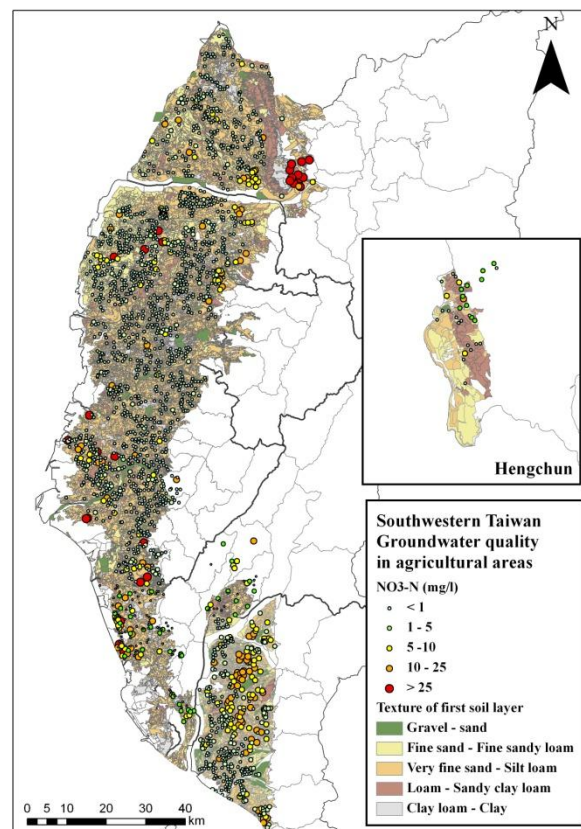 N
Hengchun
Southwestern Taiwan
Groundwater quality
in agricultural areas
NO3-N (mg/l)
< 1
1 - 5
5 -10
10 - 25
> 25
Texture of first soil layer
Gravel - sand
Fine sand - Fine sandy loam
Very fine sand - Silt loam
Loam - Sandy clay loam
Clay loam - Clay
0 5 10 20 30 40
km